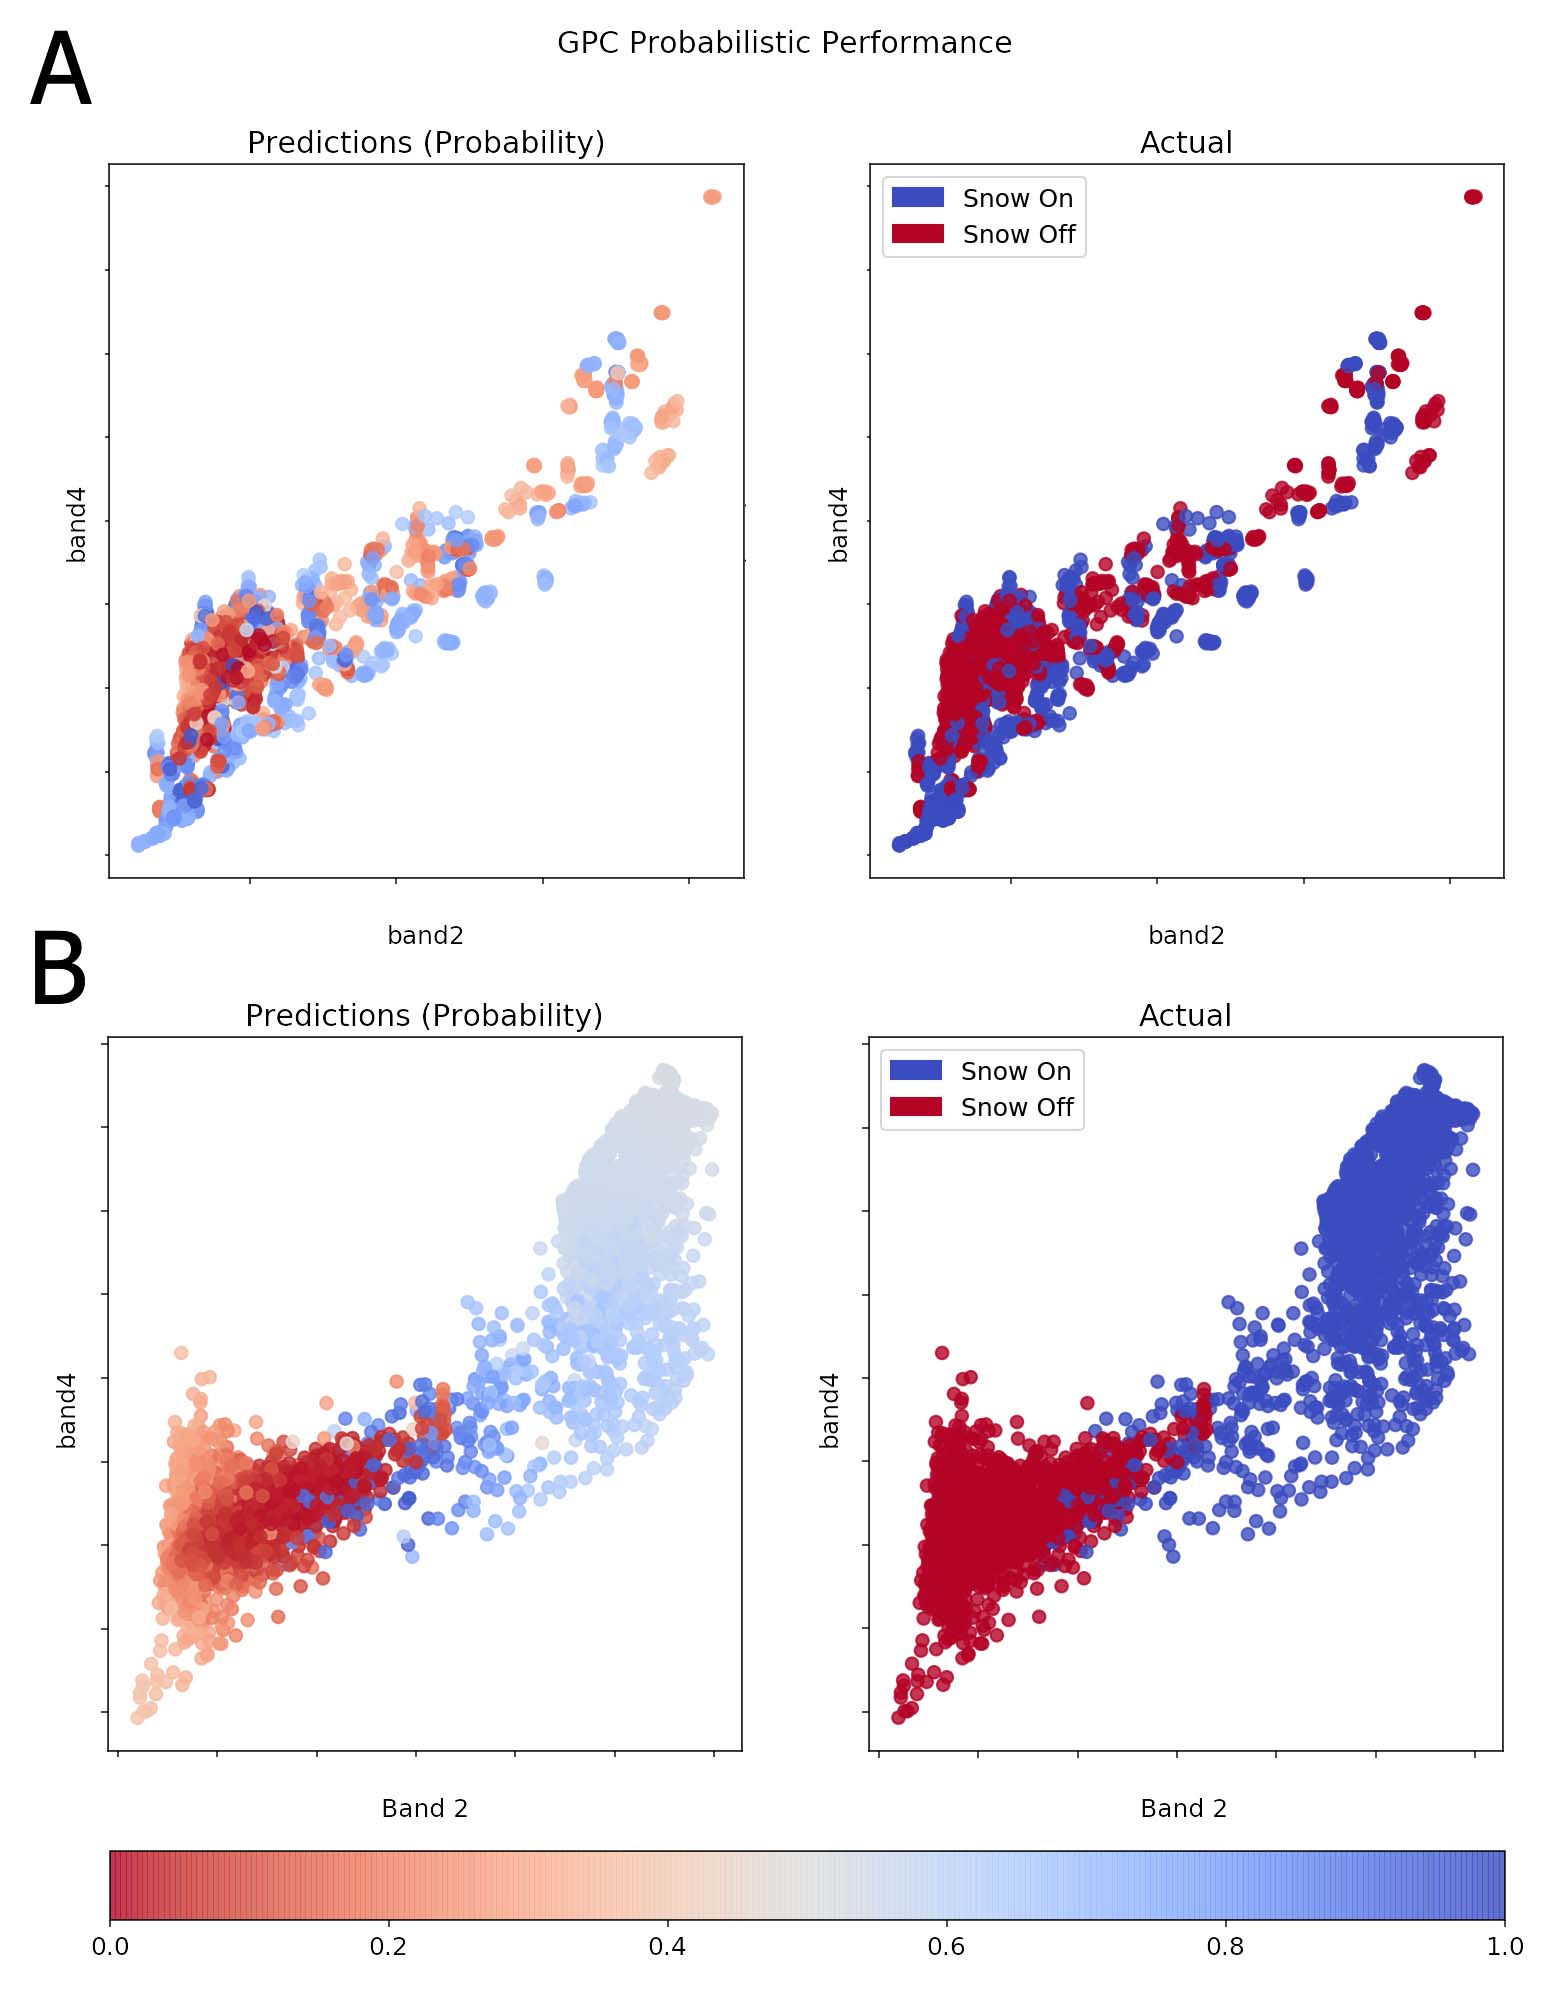 A
GPC Probabilistic Performance
Predictions (Probability)
Actual
Snow On
Snow Off
band4
band4
band2
band2
B
Predictions (Probability)
Actual
Snow On
Snow Off
band4
band4
Band 2
Band 2
0.0 0.2 0.4 0.6 0.8 1.0